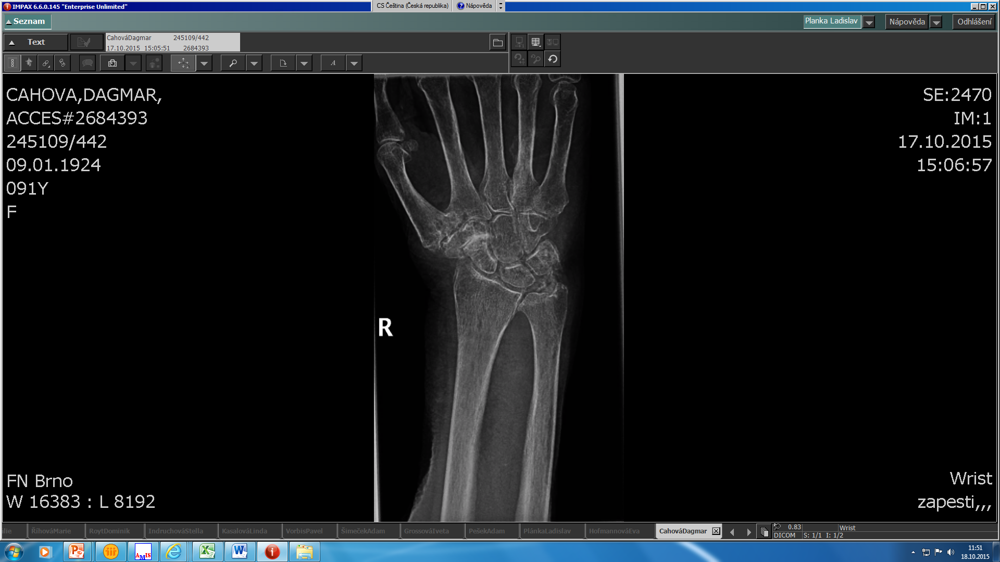 IMPAX 6.6.0.145 "Enterprise Unlimited"
CS Čeština (Česká republika)
Nápověda
Seznam
Planka Ladislav
Nápověda
Odhlášení
Text
CahováDagmar 245109/442
17.10.2015 15:05:51 2684393
A
CAHOVA,DAGMAR,
ACCES#2684393
245109/442
09.01.1924
091Y
F
SE:2470
IM:1
17.10.2015
15:06:57
R
FN Brno
W 16383 : L 8192
Wrist
zapesti,,,
lie
ŘíhováMarie
RoytDominik
IndruchováStella
KasalováLinda
VorbisPavel
ŠimečekAdam
GrossováIveta
PešekAdam
PlánkaLadislav
HofmannováEva
CahováDagmar
0.83
Wrist
DICOM
S: 1/1 I: 1/2
AMIS
11:51
18.10.2015